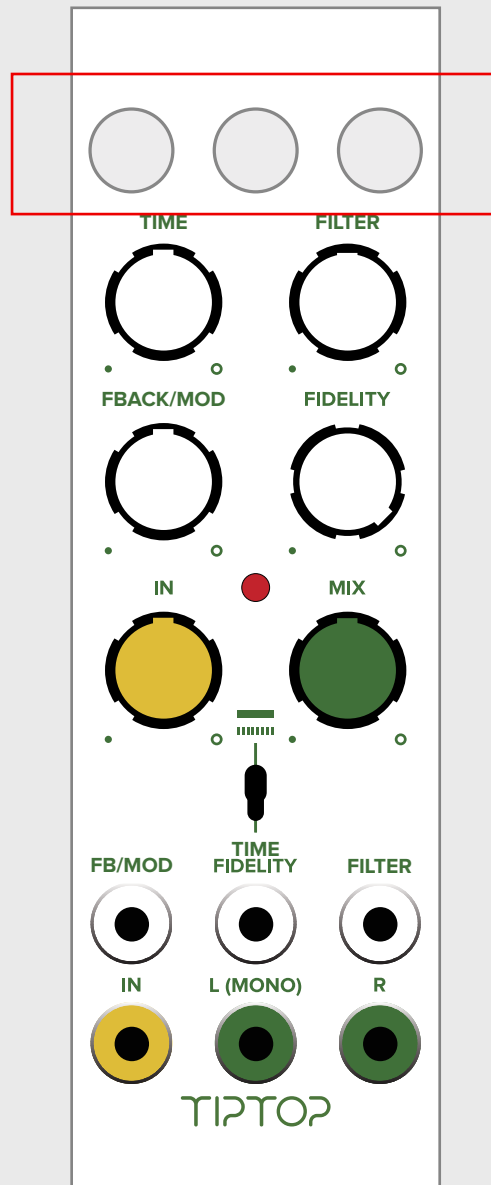 TIME FILTER
FBACK/MOD FIDELITY
IN MIX
TIME
FB/MOD FIDELITY FILTER
IN L (MONO) R
TIPTOP